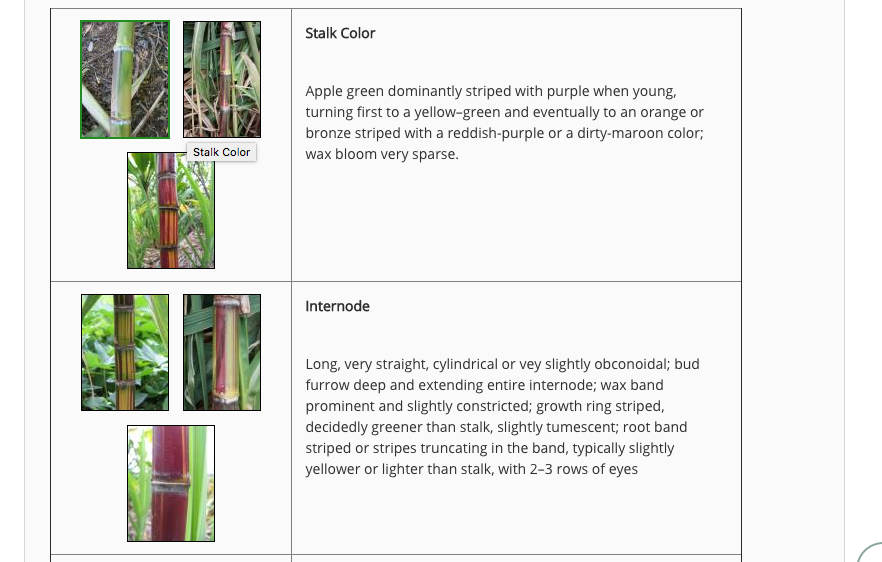 Stalk Color
Apple green dominantly striped with purple when young,
turning first to a yellow–green and eventually to an orange or
bronze striped with a reddish-purple or a dirty-maroon color;
wax bloom very sparse.
Stalk Color
Internode
Long, very straight, cylindrical or vey slightly obconoidal; bud
furrow deep and extending entire internode; wax band
prominent and slightly constricted; growth ring striped,
decidedly greener than stalk, slightly tumescent; root band
striped or stripes truncating in the band, typically slightly
yellower or lighter than stalk, with 2–3 rows of eyes